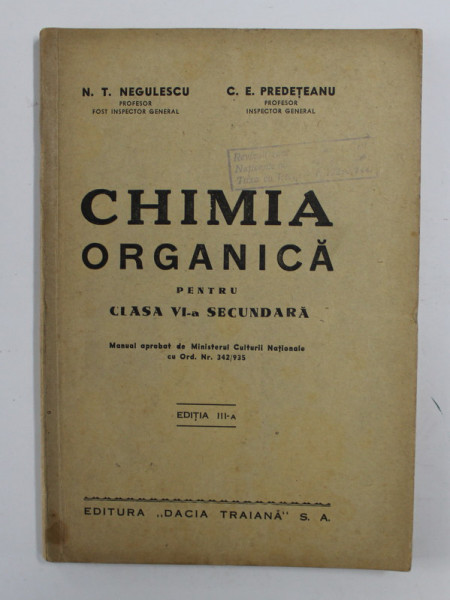 N. T. NEGULESCU
PROFESOR
FOST INSPECTOR GENERAL
C. E. PREDEȚEANU
PROFESOR
INSPECTOR GENERAL
CHIMIA
ORGANICĂ
PENTRU
CLASA VI-a SECUNDARĂ
Manual aprobat de Ministerul Culturii Naționale
cu Ord. Nr. 342/935
EDIȚIA III-A
EDITURA „DACIA TRAIANĂ" S. A.